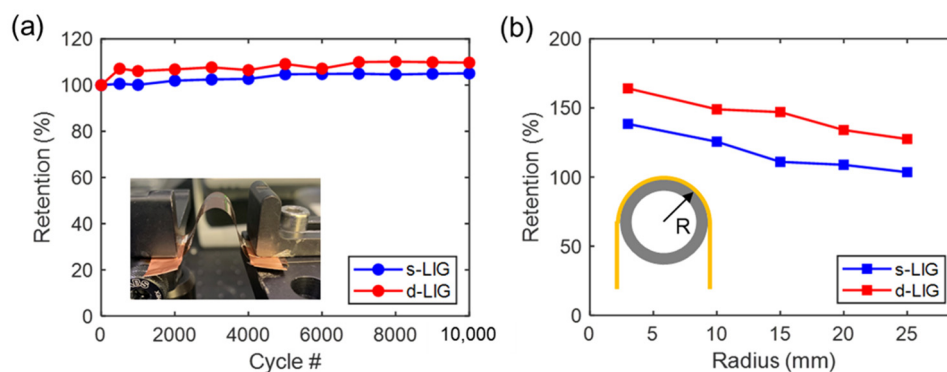 (a)
120
100
80
60
40
20
0
Retention (%)
s-LIG
d-LIG
0 2000 4000 6000 8000 10,000
Cycle #
(b)
200
150
100
50
0
Retention (%)
R
s-LIG
d-LIG
0 5 10 15 20 25
Radius (mm)